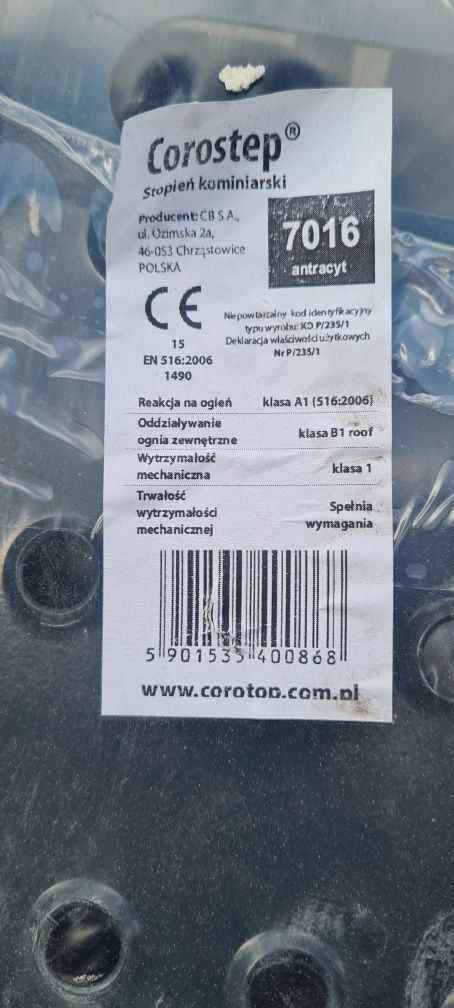 Corostep®
Stopień kominiarski
Producent: CB S A.,
ul. Ozimska 2a,
46-053 Chrząstowice
POLSKA
7016
antracyt
CE
15
EN 516:2006
1490
Niepowtarzalny kod identyfikacyjny
typu wyrobu: KD P/235/1
Deklaracja właściwości użytkowych
Nr P/235/1
Reakcja na ogień klasa A1 (516:2006)
Oddziaływanie
ognia zewnętrzne klasa B1 roof
Wytrzymałość
mechaniczna klasa 1
Trwałość
wytrzymałości
mechanicznej
Spełnia
wymagania
5 901535 400868
www.corotop.com.pl